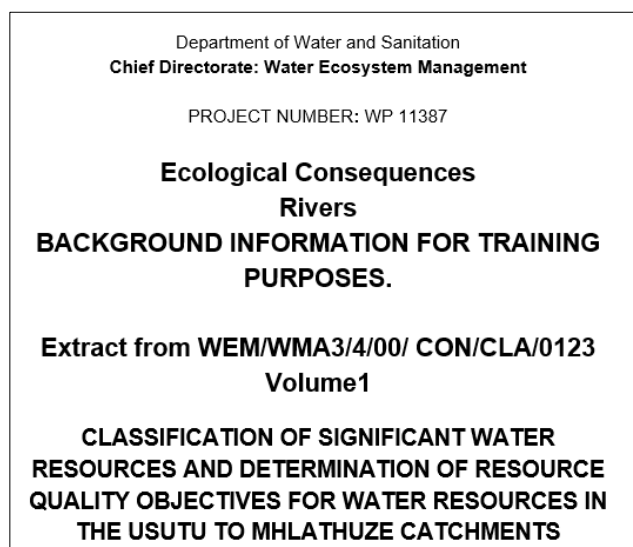 Department of Water and Sanitation
Chief Directorate: Water Ecosystem Management
PROJECT NUMBER: WP 11387
Ecological Consequences
Rivers
BACKGROUND INFORMATION FOR TRAINING
PURPOSES.
Extract from WEM/WMA3/4/00/ CON/CLA/0123
Volume1
CLASSIFICATION OF SIGNIFICANT WATER
RESOURCES AND DETERMINATION OF RESOURCE
QUALITY OBJECTIVES FOR WATER RESOURCES IN
THE USUTU TO MHLATHUZE CATCHMENTS